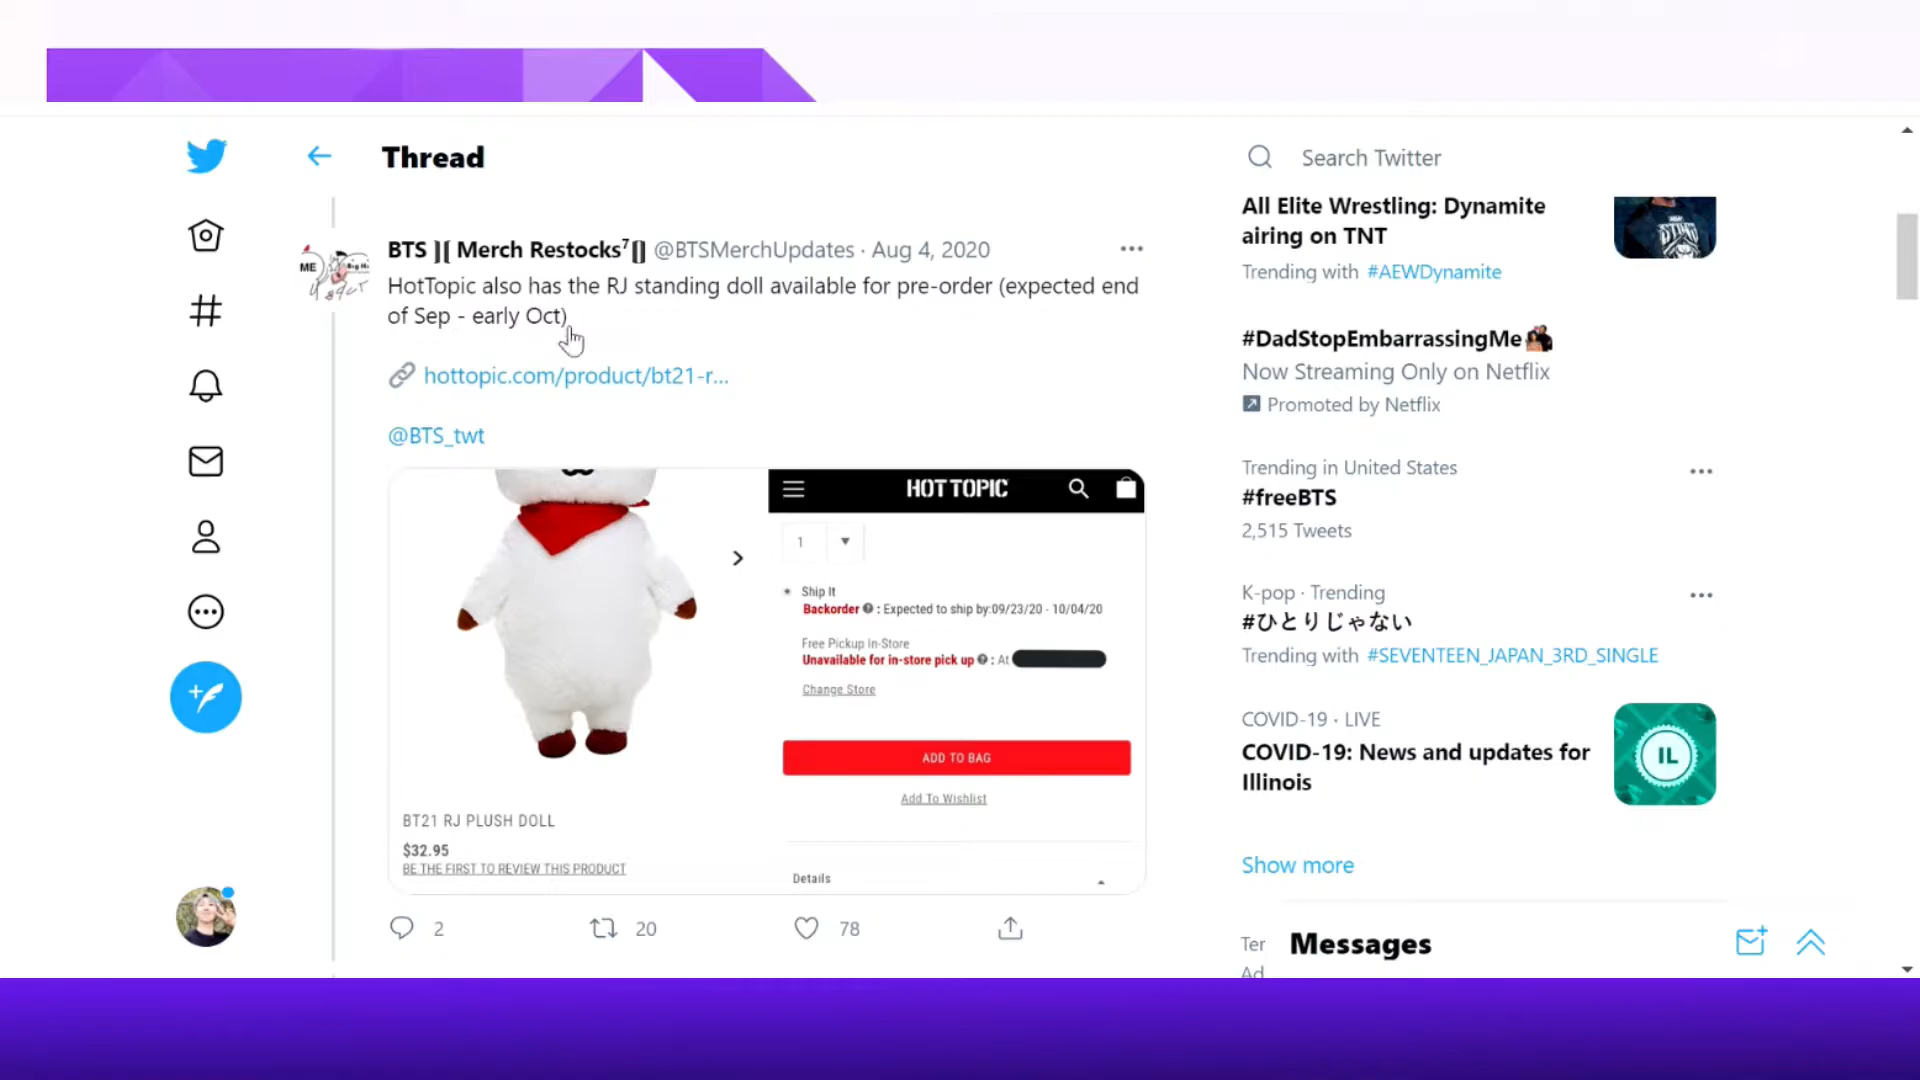 Thread
BTS ][ Merch Restocks⁷[] @BTSMerchUpdates · Aug 4, 2020
HotTopic also has the RJ standing doll available for pre-order (expected end
of Sep - early Oct)
hottopic.com/product/bt21-r...
@BTS_twt
BT21 RJ PLUSH DOLL
$32.95
BE THE FIRST TO REVIEW THIS PRODUCT
HOT TOPIC
1
Ship It
Backorder : Expected to ship by:09/23/20 - 10/04/20
Free Pickup In-Store
Unavailable for in-store pick up : At
Change Store
ADD TO BAG
Add To Wishlist
Details
2
20
78
Search Twitter
All Elite Wrestling: Dynamite
airing on TNT
Trending with #AEWDynamite
#DadStopEmbarrassingMe
Now Streaming Only on Netflix
Promoted by Netflix
Trending in United States
#freeBTS
2,515 Tweets
K-pop · Trending
#ひとりじゃない
Trending with #SEVENTEEN_JAPAN_3RD_SINGLE
COVID-19 · LIVE
COVID-19: News and updates for
Illinois
IL
Show more
Ter
Messages
Ad
ME